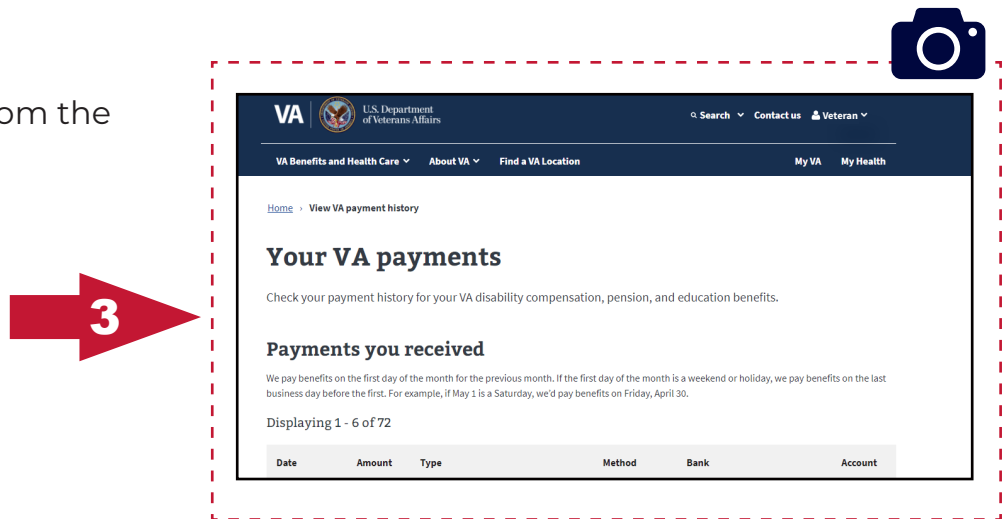 om the
3
VA
U.S. Department
of Veterans Affairs
Search Contact us Veteran
VA Benefits and Health Care About VA Find a VA Location My VA My Health
Home › View VA payment history
Your VA payments
Check your payment history for your VA disability compensation, pension, and education benefits.
Payments you received
We pay benefits on the first day of the month for the previous month. If the first day of the month is a weekend or holiday, we pay benefits on the last
business day before the first. For example, if May 1 is a Saturday, we'd pay benefits on Friday, April 30.
Displaying 1 - 6 of 72
Date Amount Type Method Bank Account